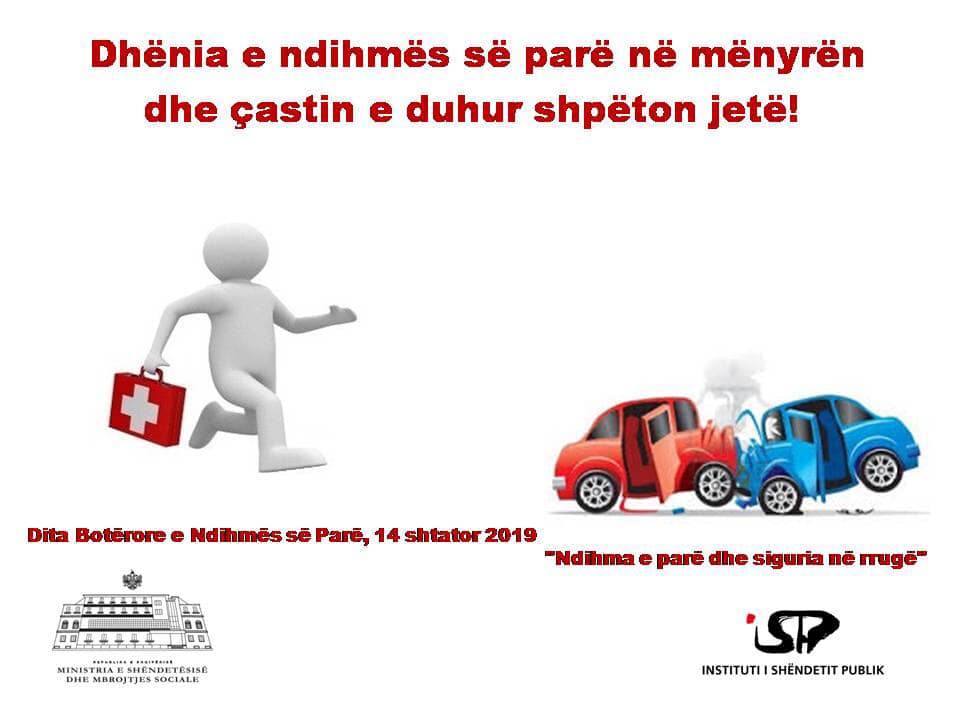 Dhënia e ndihmës së parë në mënyrën
dhe çastin e duhur shpëton jetë!
Dita Botërore e Ndihmës së Parë, 14 shtator 2019
"Ndihma e parë dhe siguria në rrugë"
REPUBLIKA E SHQIPËRISË
MINISTRIA E SHËNDETËSISË
DHE MBROJTJES SOCIALE
iSHP
INSTITUTI I SHËNDETIT PUBLIK